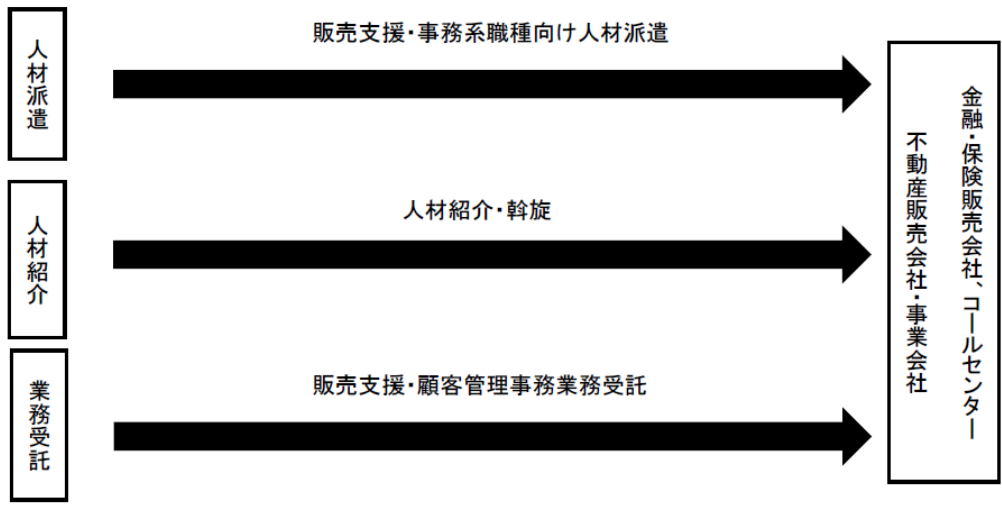 人材派遣
販売支援・事務系職種向け人材派遣
人材紹介
人材紹介・斡旋
業務受託
販売支援・顧客管理事務業務受託
金融・保険販売会社、コールセンター
不動産販売会社・事業会社